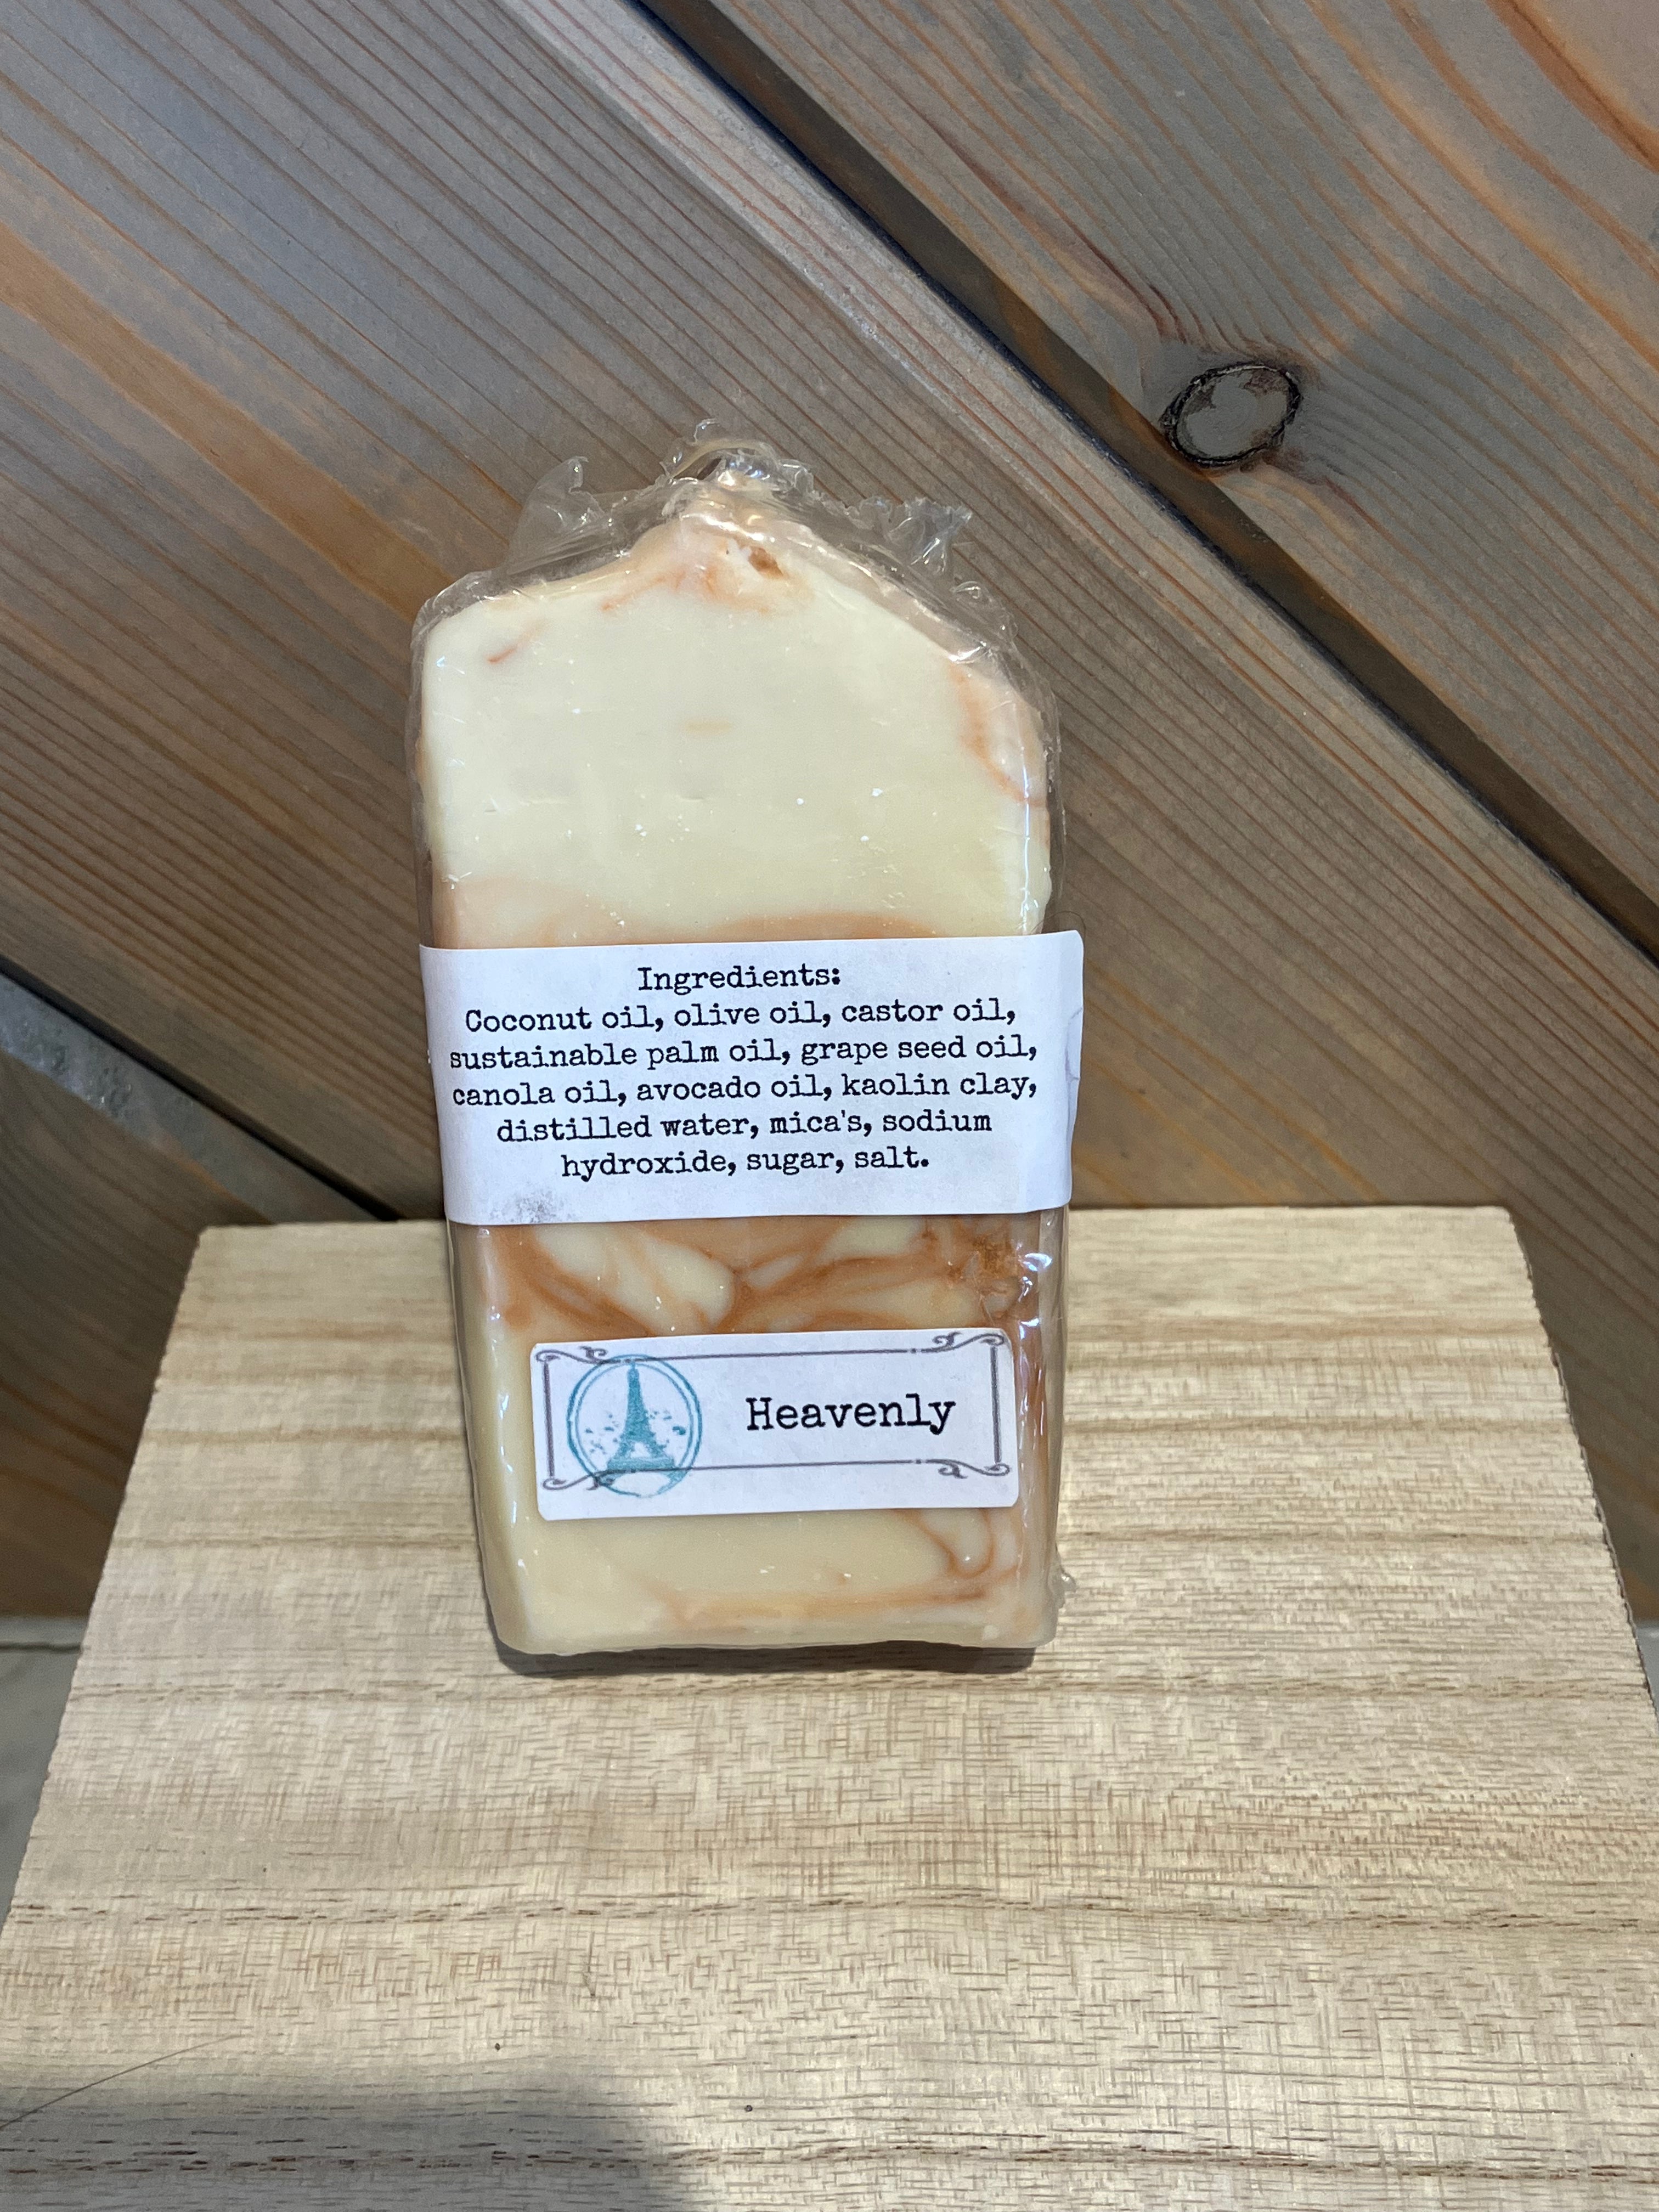 Ingredients:
Coconut oil, olive oil, castor oil,
sustainable palm oil, grape seed oil,
canola oil, avocado oil, kaolin clay,
distilled water, mica's, sodium
hydroxide, sugar, salt.
Heavenly